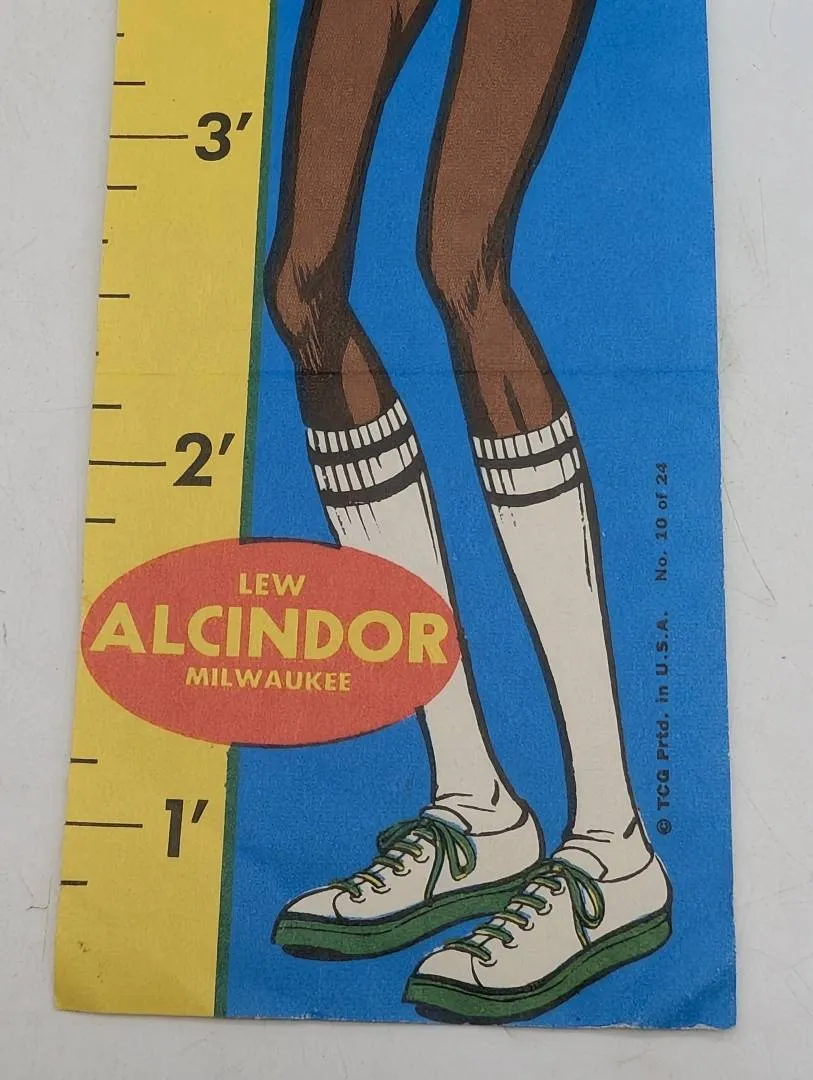 3'
2'
LEW
ALCINDOR
MILWAUKEE
1'
© TCG Prtd. in U.S.A. No. 10 of 24